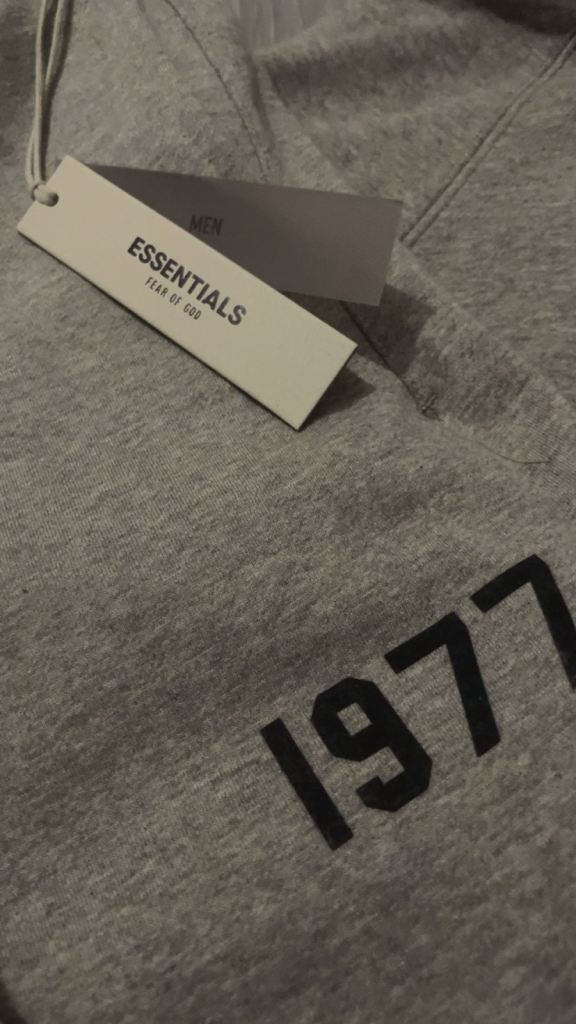 MEN
ESSENTIALS
FEAR OF GOD
1977